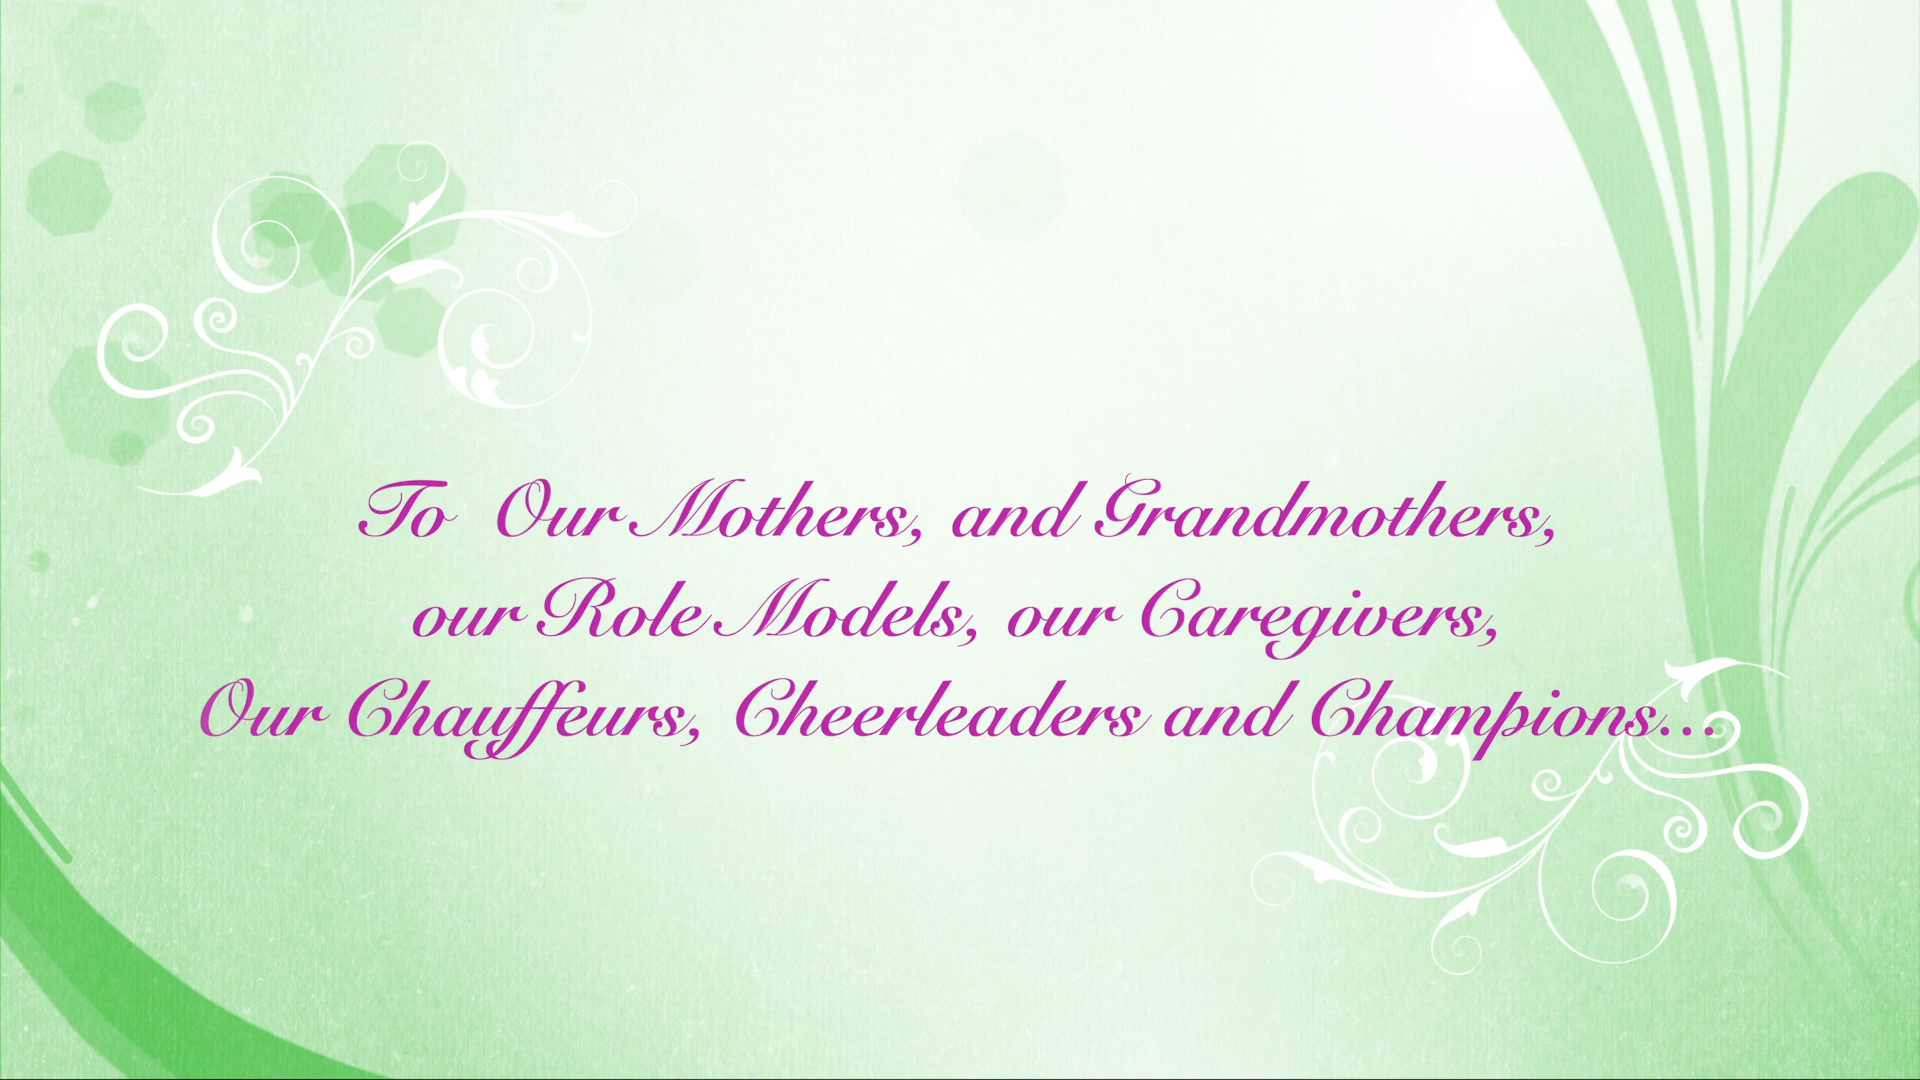 To Our Mothers, and Grandmothers,
our Role Models, our Caregivers,
Our Chauffeurs, Cheerleaders and Champions...